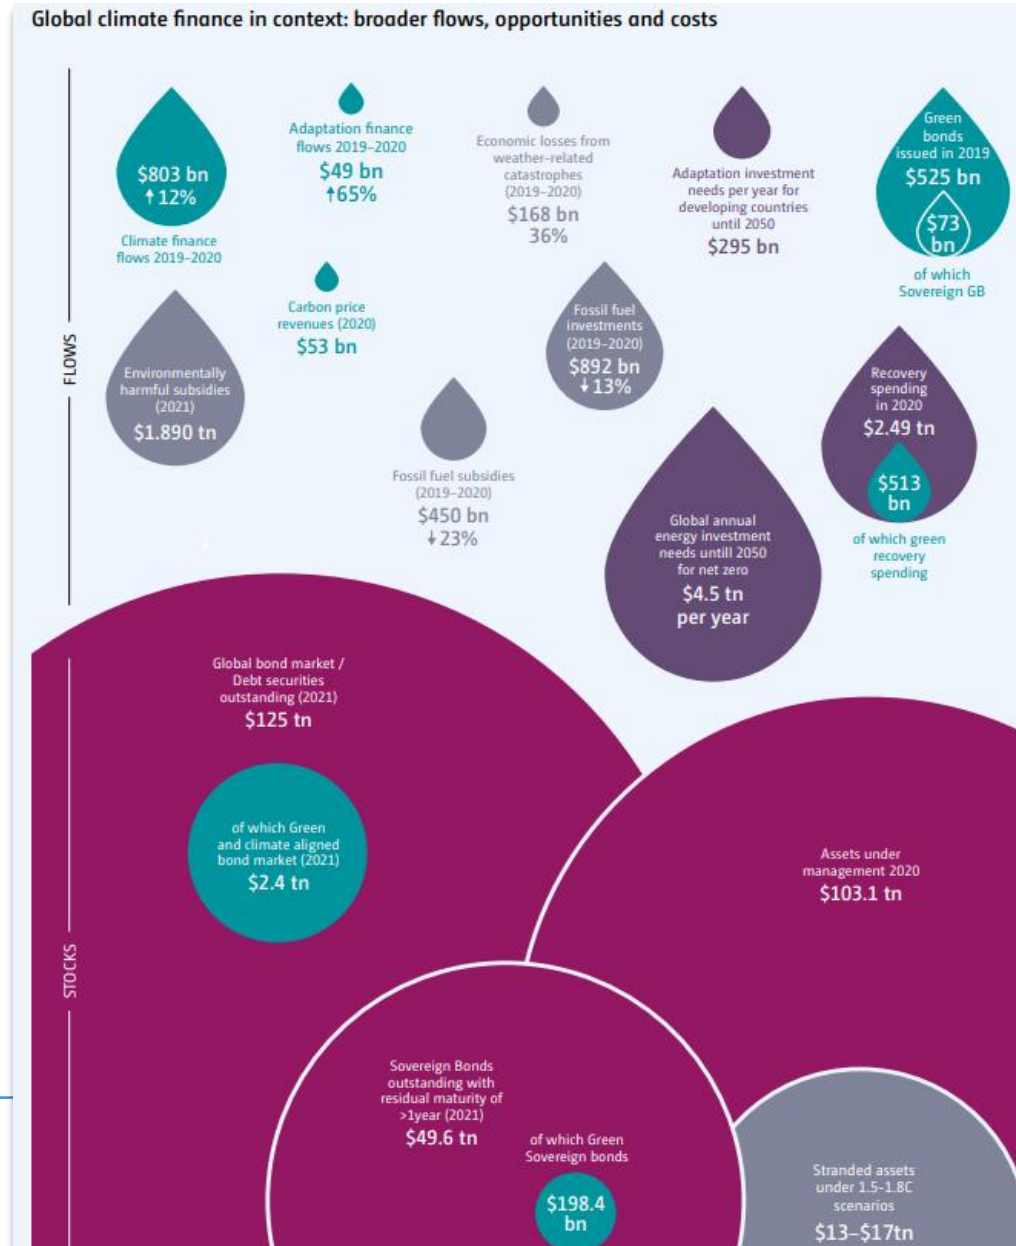 Global climate finance in context: broader flows, opportunities and costs
FLOWS
$803 bn
↑12%
Climate finance
flows 2019–2020
Adaptation finance
flows 2019–2020
$49 bn
↑65%
Economic losses from
weather-related
catastrophes
(2019–2020)
$168 bn
36%
Adaptation investment
needs per year for
developing countries
until 2050
$295 bn
Green
bonds
issued in 2019
$525 bn
$73
bn
of which
Sovereign GB
Environmentally
harmful subsidies
(2021)
$1.890 tn
Carbon price
revenues (2020)
$53 bn
Fossil fuel subsidies
(2019–2020)
$450 bn
↓23%
Fossil fuel
investments
(2019–2020)
$892 bn
↓13%
Global annual
energy investment
needs untill 2050
for net zero
$4.5 tn
per year
Recovery
spending
in 2020
$2.49 tn
$513
bn
of which green
recovery
spending
STOCKS
Global bond market /
Debt securities
outstanding (2021)
$125 tn
of which Green
and climate aligned
bond market (2021)
$2.4 tn
Assets under
management 2020
$103.1 tn
Sovereign Bonds
outstanding with
residual maturity of
>1year (2021)
$49.6 tn
of which Green
Sovereign bonds
$198.4
bn
Stranded assets
under 1.5-1.8C
scenarios
$13–$17tn